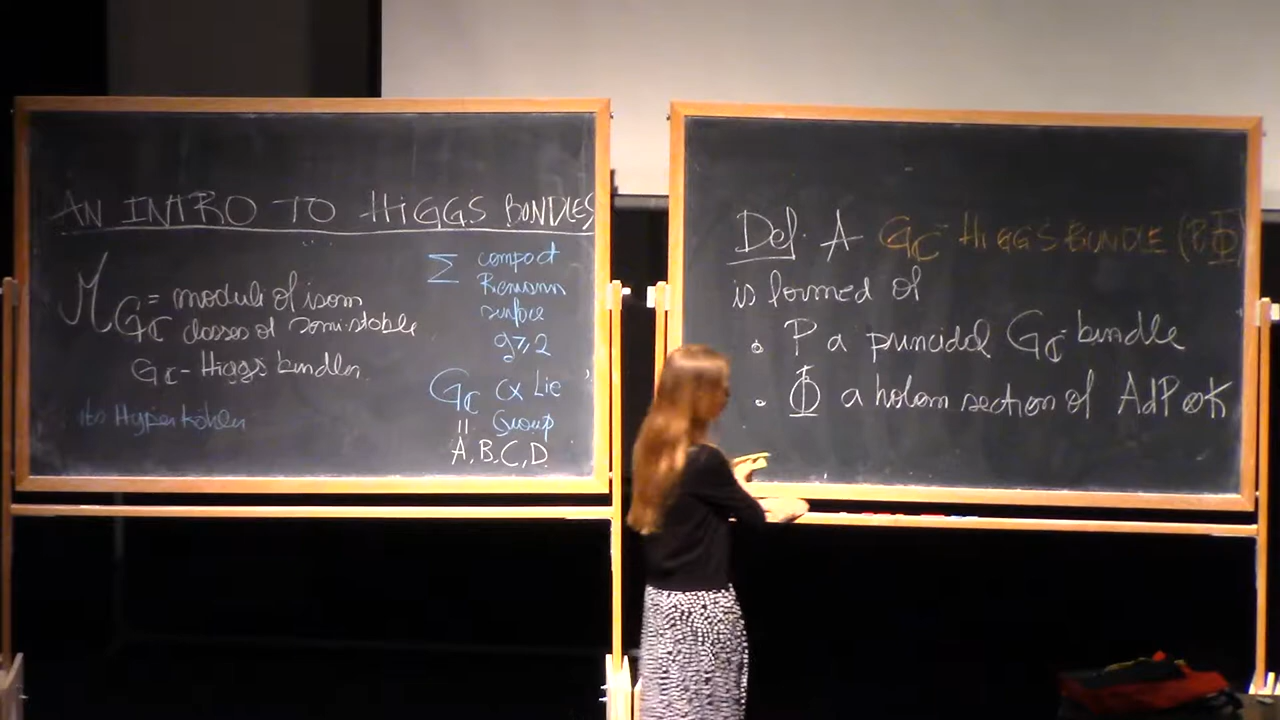 AN INTRO TO HIGGS BUNDLES
M_{G_ℂ} = moduli of isom
classes of semistable
G_ℂ - Higgs bundles.
its Hyperkähler
Σ compact
Riemann
surface
g≥2
G_ℂ cx Lie
Group
=
A, B, C, D
Def. A G_ℂ - HIGGS BUNDLE (P, Φ)
is formed of
• P a principal G_ℂ-bundle
• Φ a holom section of AdP⊗K